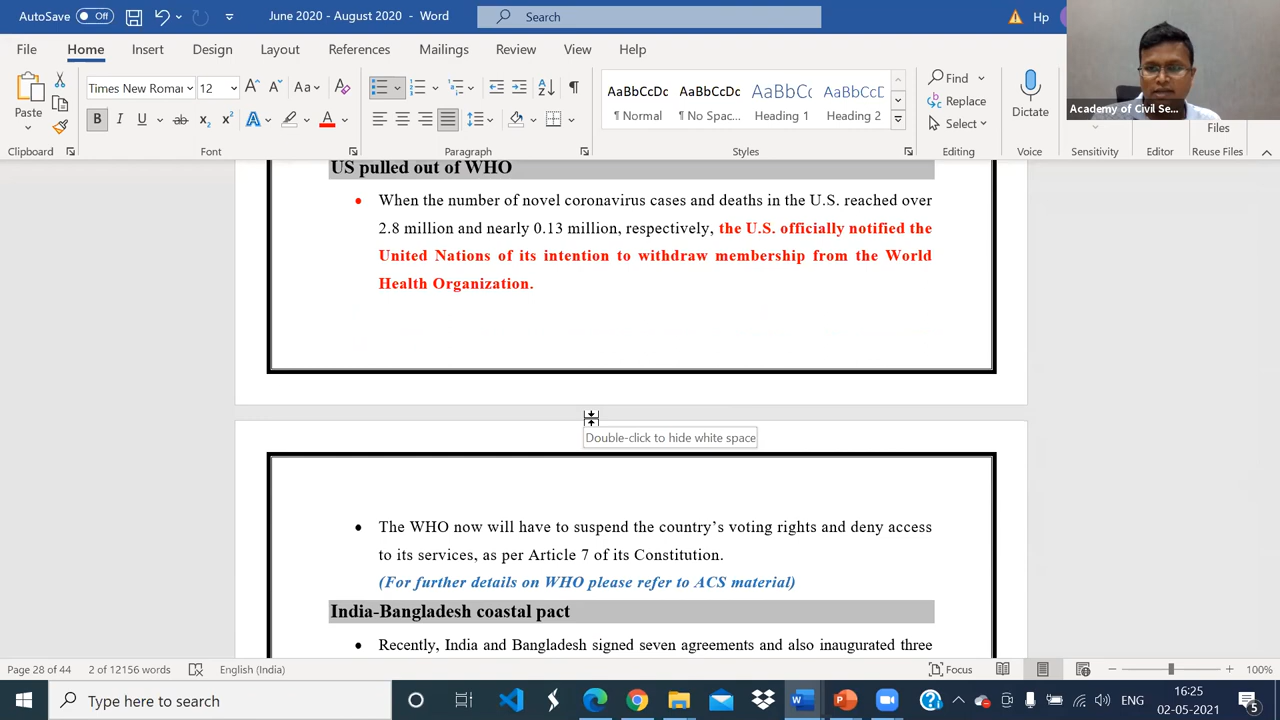 AutoSave Off
June 2020 - August 2020 - Word
Search
Hp
File Home Insert Design Layout References Mailings Review View Help
Academy of Civil Se...
Paste
Times New Roma 12
Aa
B I U ab x₂ x² A A
AaBbCcDc AaBbCcDc AaBbCc AaBbCcC
¶ Normal ¶ No Spac... Heading 1 Heading 2
Find
Replace
Select
Dictate
Files
Clipboard Font Paragraph Styles Editing Voice Sensitivity Editor Reuse Files
US pulled out of WHO
• When the number of novel coronavirus cases and deaths in the U.S. reached over
2.8 million and nearly 0.13 million, respectively, the U.S. officially notified the
United Nations of its intention to withdraw membership from the World
Health Organization.
Double-click to hide white space
• The WHO now will have to suspend the country's voting rights and deny access
to its services, as per Article 7 of its Constitution.
(For further details on WHO please refer to ACS material)
India-Bangladesh coastal pact
• Recently, India and Bangladesh signed seven agreements and also inaugurated three
Page 28 of 44 2 of 12156 words English (India) Focus 100%
Type here to search
ENG
16:25
02-05-2021
5